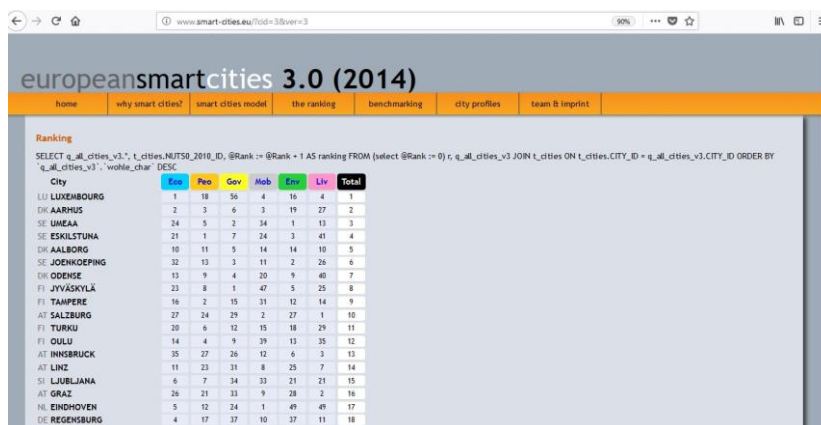 www.smart-cities.eu/?cid=3&ver=3
90%
europeansmartcities 3.0 (2014)
home why smart cities? smart cities model the ranking benchmarking city profiles team & imprint
Ranking
SELECT q_all_cities_v3.*, t_cities.NUTS0_2010_ID, @Rank := @Rank + 1 AS ranking FROM (select @Rank := 0) r, q_all_cities_v3 JOIN t_cities ON t_cities.CITY_ID = q_all_cities_v3.CITY_ID ORDER BY
`q_all_cities_v3`.`wohle_char` DESC
City Eco Peo Gov Mob Env Liv Total
LU LUXEMBOURG 1 18 56 4 16 4 1
DK AARHUS 2 3 6 3 19 27 2
SE UMEAA 24 5 2 34 1 13 3
SE ESKILSTUNA 21 1 7 24 3 41 4
DK AALBORG 10 11 5 14 14 10 5
SE JOENKOEPING 32 13 3 11 2 26 6
DK ODENSE 13 9 4 20 9 40 7
FI JYVÄSKYLÄ 23 8 1 47 5 25 8
FI TAMPERE 16 2 15 31 12 14 9
AT SALZBURG 27 24 29 2 27 1 10
FI TURKU 20 6 12 15 18 29 11
FI OULU 14 4 9 39 13 35 12
AT INNSBRUCK 35 27 26 12 6 3 13
AT LINZ 11 23 31 8 25 7 14
SI LJUBLJANA 6 7 34 33 21 21 15
AT GRAZ 26 21 33 9 28 2 16
NL EINDHOVEN 5 12 24 1 49 49 17
DE REGENSBURG 4 17 37 10 37 11 18